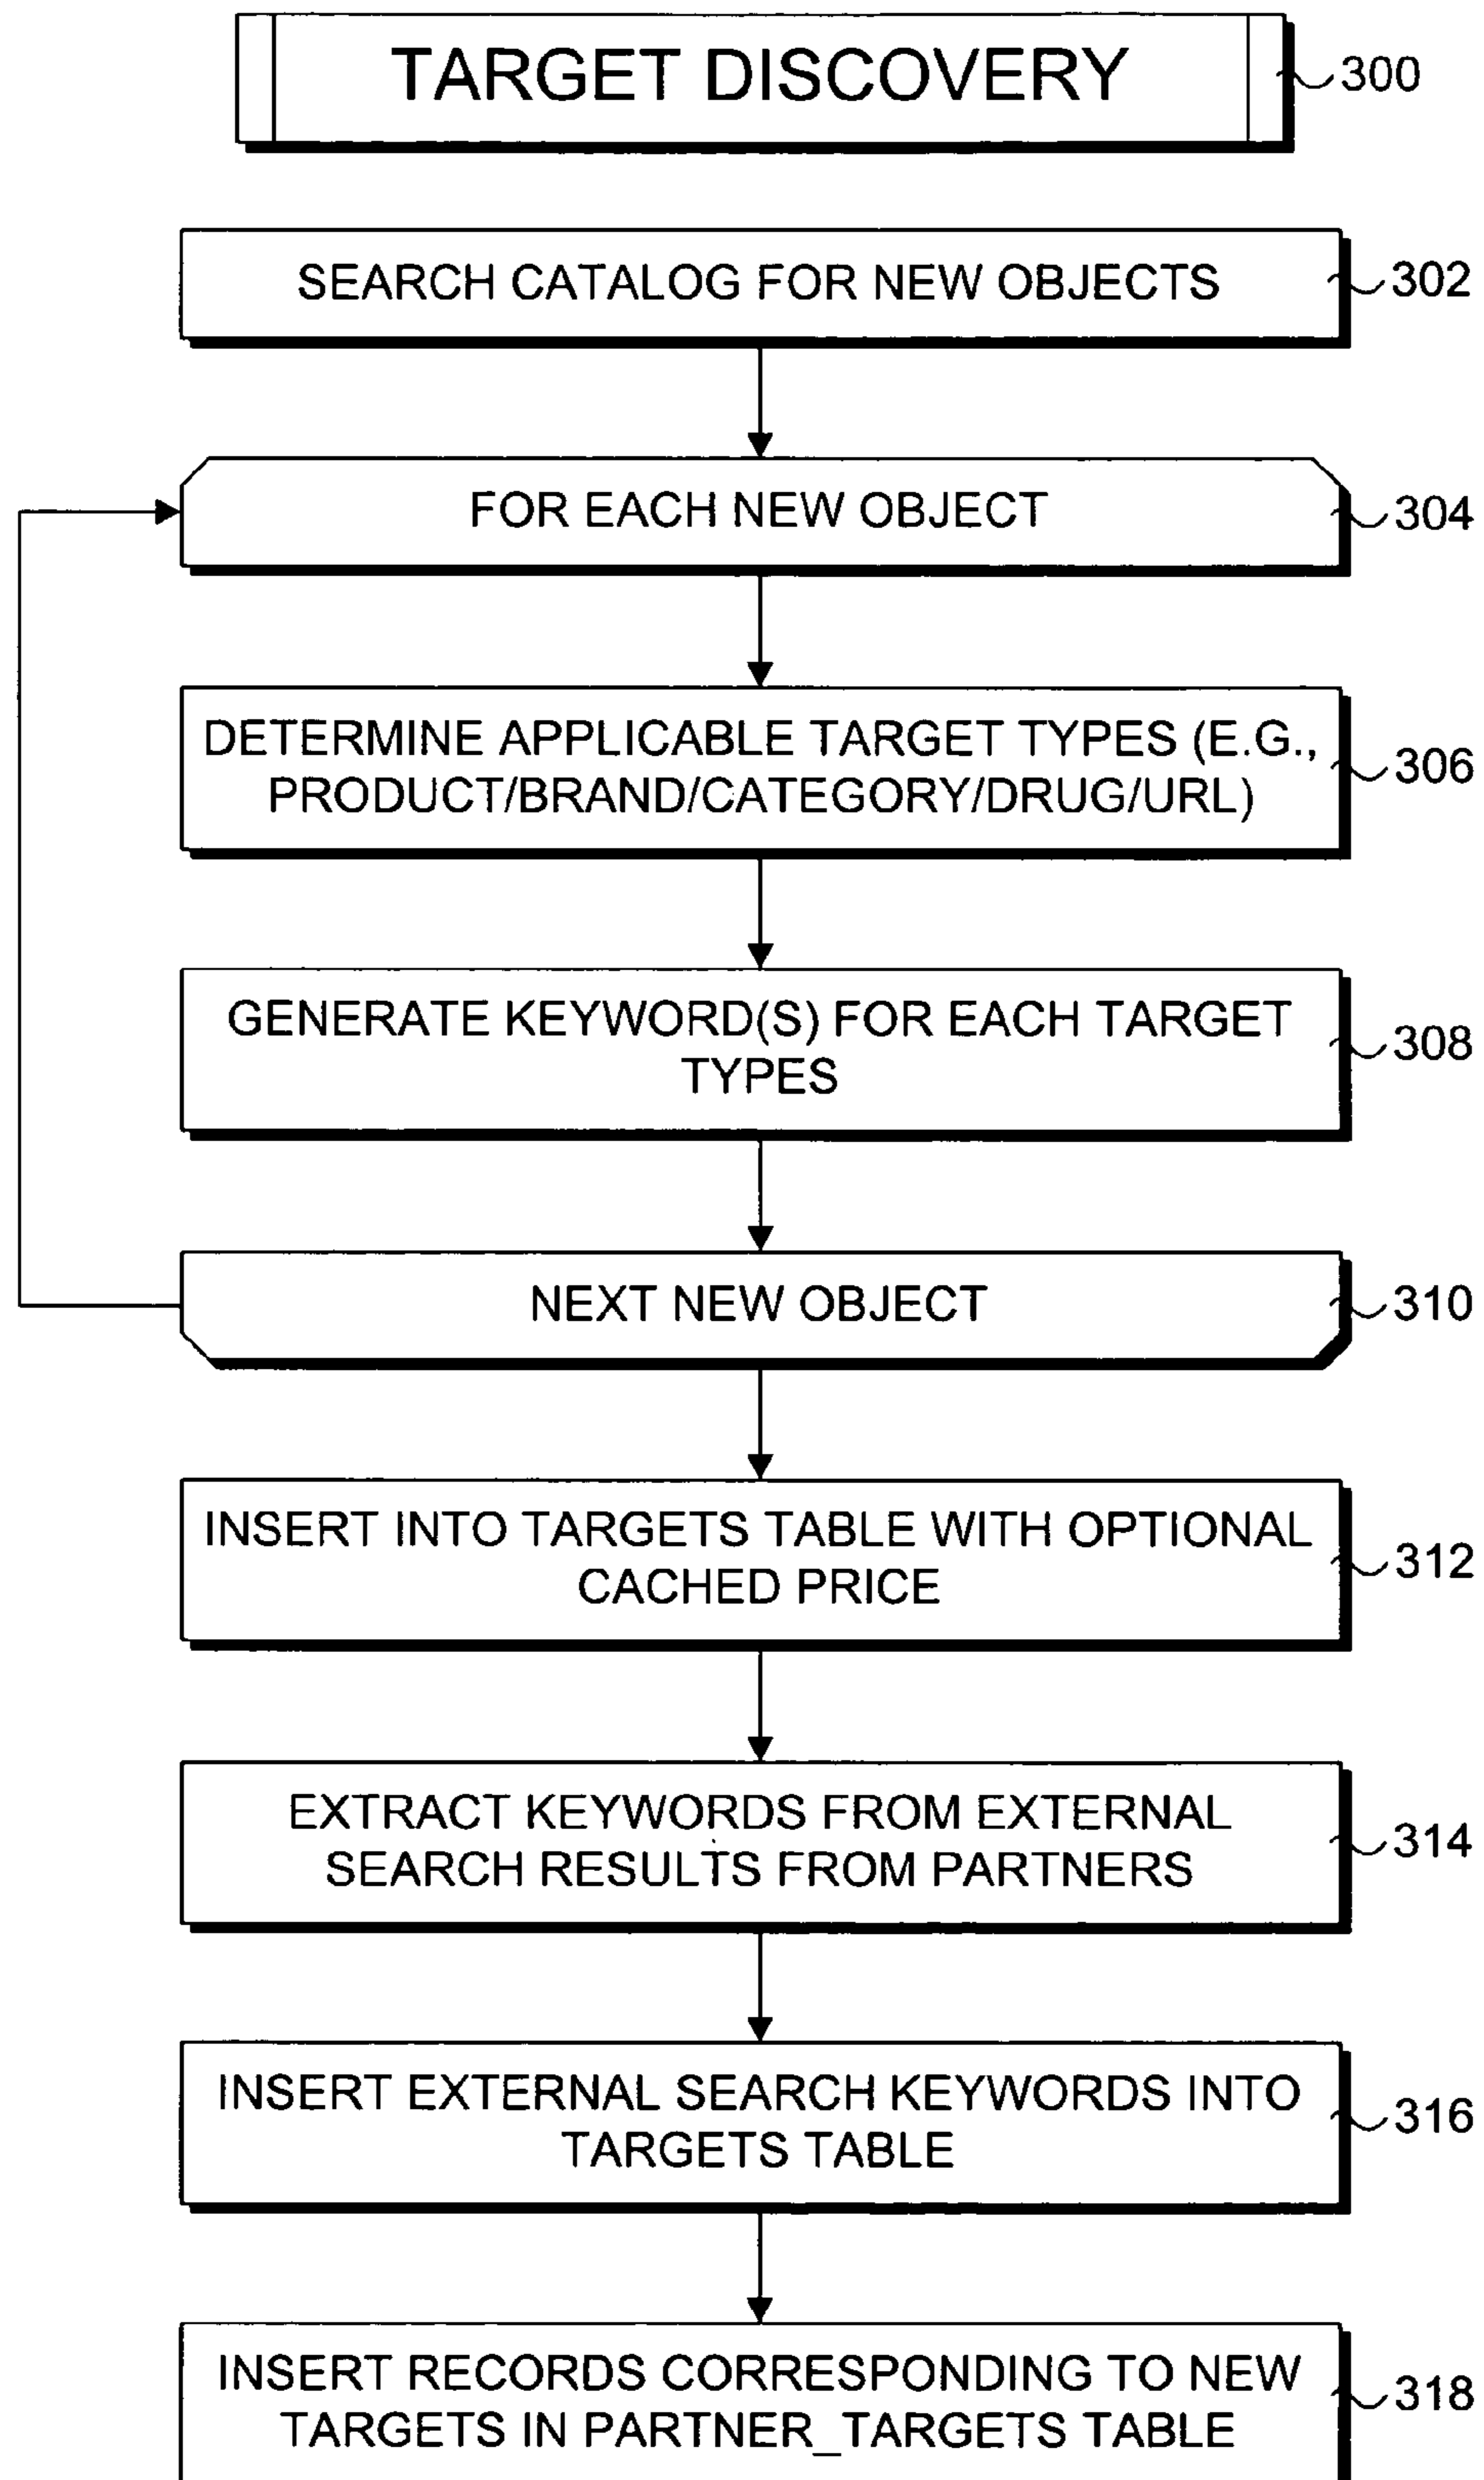 TARGET DISCOVERY
300
SEARCH CATALOG FOR NEW OBJECTS
302
FOR EACH NEW OBJECT
304
DETERMINE APPLICABLE TARGET TYPES (E.G.,
PRODUCT/BRAND/CATEGORY/DRUG/URL)
306
GENERATE KEYWORD(S) FOR EACH TARGET
TYPES
308
NEXT NEW OBJECT
310
INSERT INTO TARGETS TABLE WITH OPTIONAL
CACHED PRICE
312
EXTRACT KEYWORDS FROM EXTERNAL
SEARCH RESULTS FROM PARTNERS
314
INSERT EXTERNAL SEARCH KEYWORDS INTO
TARGETS TABLE
316
INSERT RECORDS CORRESPONDING TO NEW
TARGETS IN PARTNER_TARGETS TABLE
318